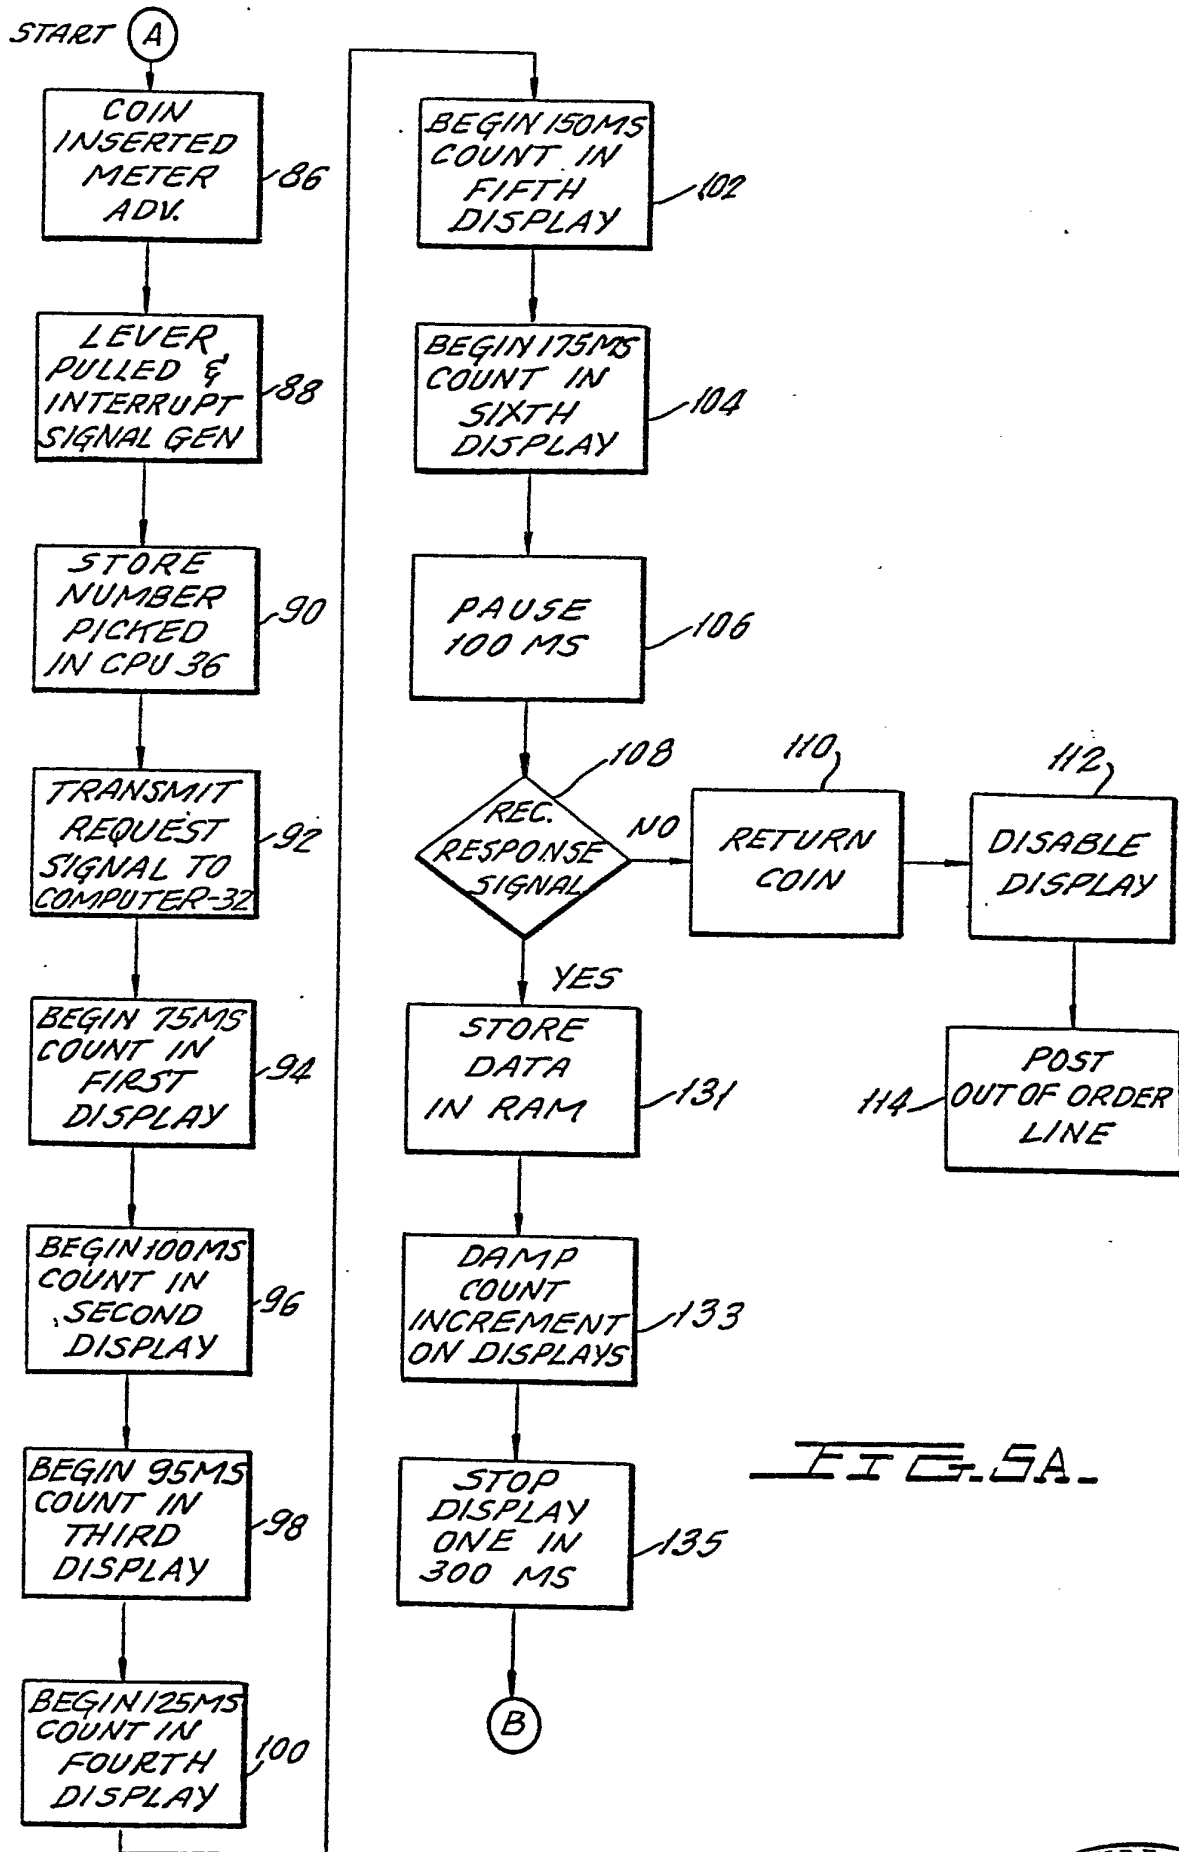 START A
COIN
INSERTED
METER
ADV.
86
LEVER
PULLED &
INTERRUPT
SIGNAL GEN
88
STORE
NUMBER
PICKED
IN CPU 36
90
TRANSMIT
REQUEST
SIGNAL TO
COMPUTER-32
92
BEGIN 75MS
COUNT IN
FIRST
DISPLAY
94
BEGIN 100MS
COUNT IN
SECOND
DISPLAY
96
BEGIN 95MS
COUNT IN
THIRD
DISPLAY
98
BEGIN 125MS
COUNT IN
FOURTH
DISPLAY
100
BEGIN 150MS
COUNT IN
FIFTH
DISPLAY
102
BEGIN 175MS
COUNT IN
SIXTH
DISPLAY
104
PAUSE
100 MS
106
REC.
RESPONSE
SIGNAL
108
NO
RETURN
COIN
110
DISABLE
DISPLAY
112
POST
OUT OF ORDER
LINE
114
YES
STORE
DATA
IN RAM
131
DAMP
COUNT
INCREMENT
ON DISPLAYS
133
STOP
DISPLAY
ONE IN
300 MS
135
B
FIG. 5A.